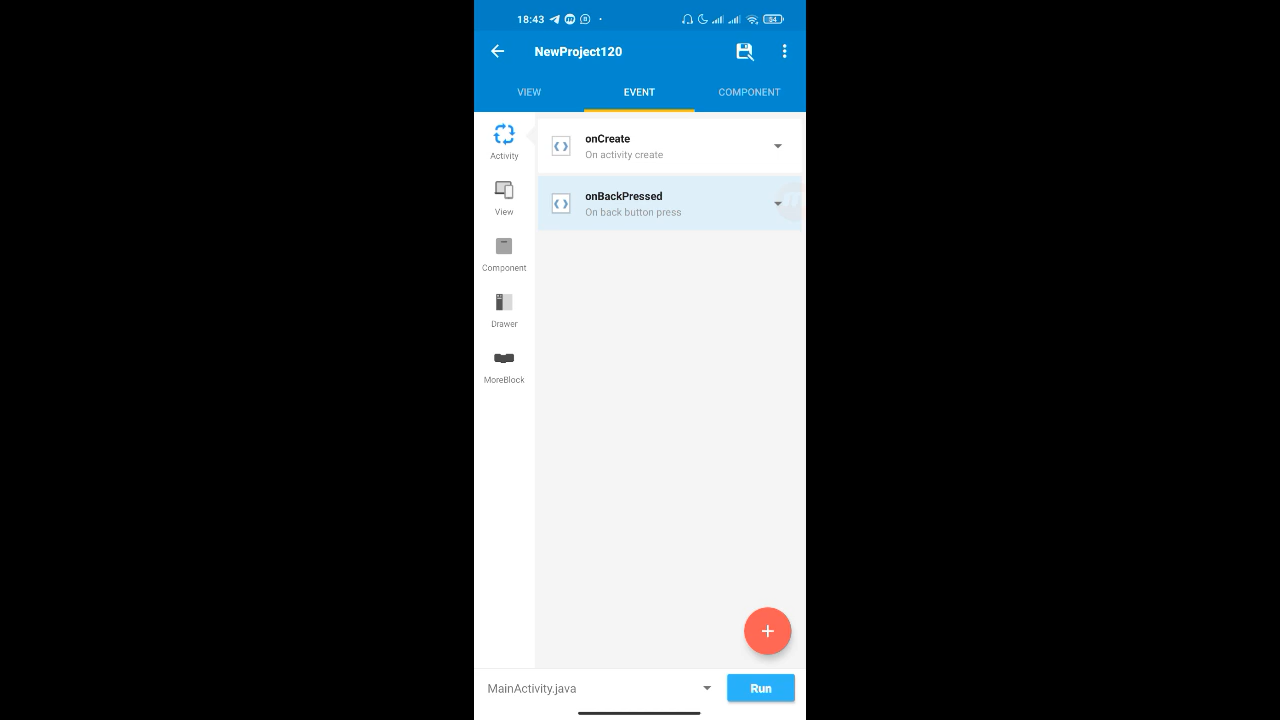 18:43
54
NewProject120
VIEW
EVENT
COMPONENT
Activity
View
Component
Drawer
MoreBlock
onCreate
On activity create
onBackPressed
On back button press
+
MainActivity.java
Run